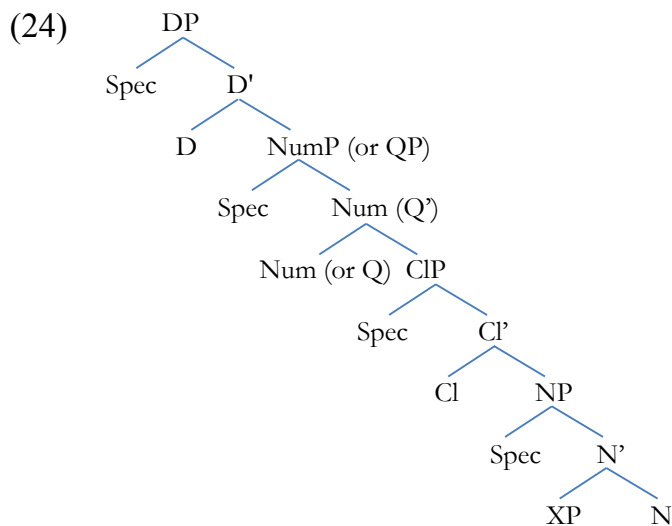 (24) DP
Spec D'
D NumP (or QP)
Spec Num (Q’)
Num (or Q) ClP
Spec Cl’
Cl NP
Spec N’
XP N